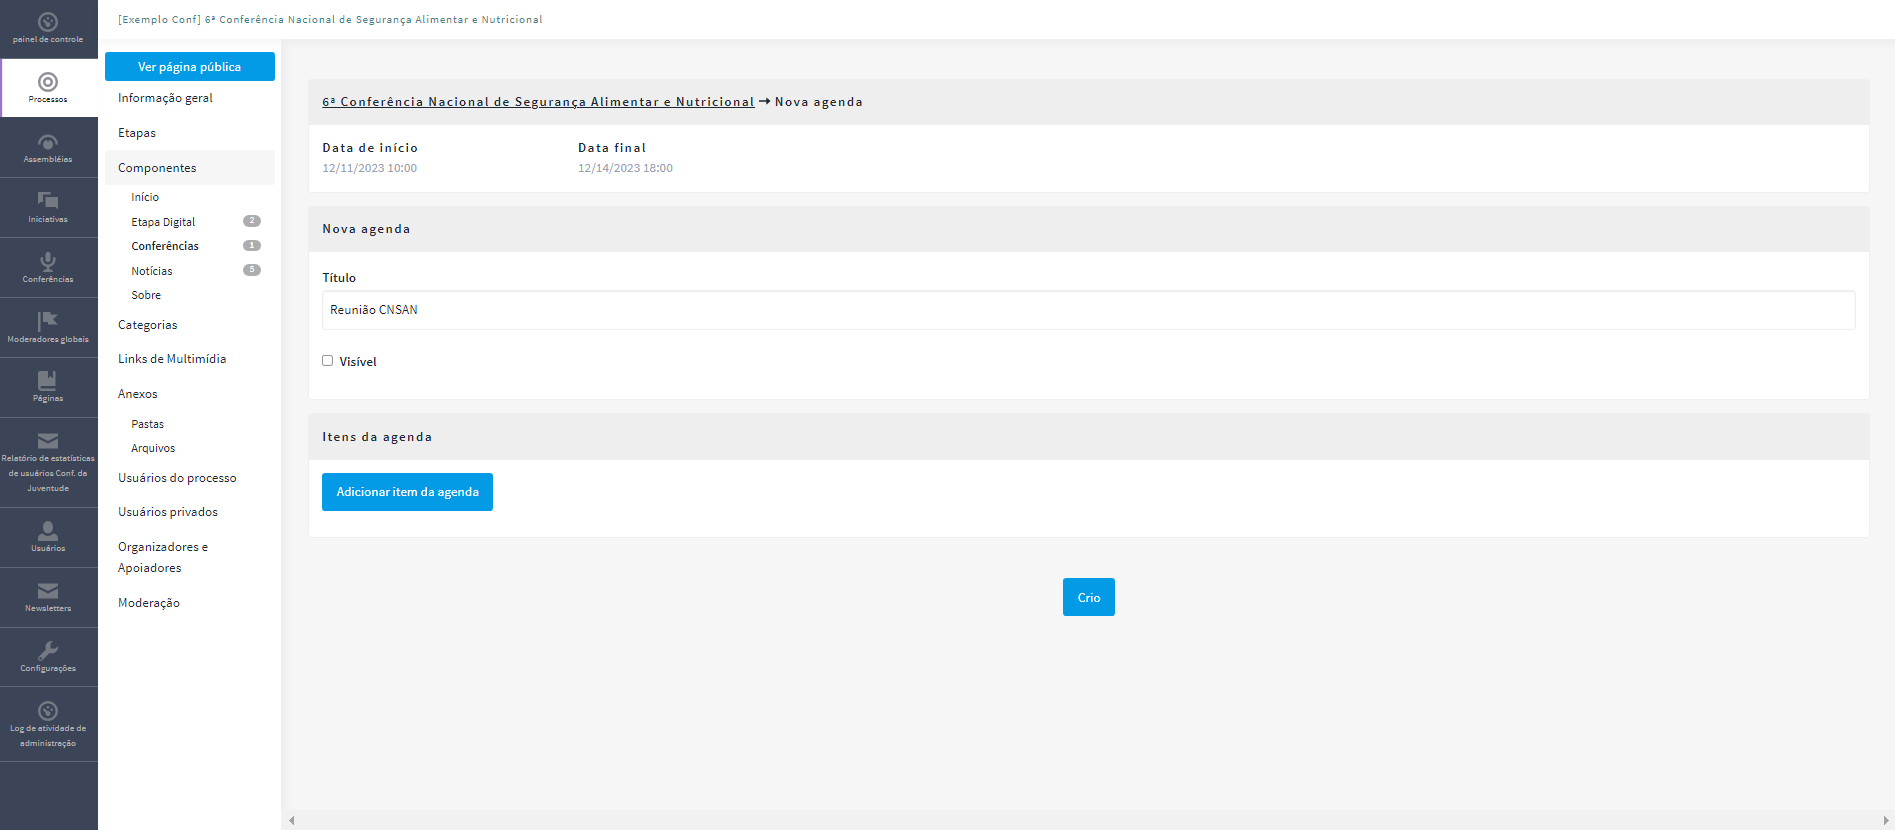 [Exemplo Conf] 6ª Conferência Nacional de Segurança Alimentar e Nutricional
painel de controle
Processos
Assembléias
Iniciativas
Conferências
Moderadores globais
Páginas
Relatório de estatísticas
de usuários Conf. da
Juventude
Usuários
Newsletters
Configurações
Log de atividade de
administração
Ver página pública
Informação geral
Etapas
Componentes
Início
Etapa Digital 2
Conferências 1
Notícias 5
Sobre
Categorias
Links de Multimídia
Anexos
Pastas
Arquivos
Usuários do processo
Usuários privados
Organizadores e
Apoiadores
Moderação
6ª Conferência Nacional de Segurança Alimentar e Nutricional → Nova agenda
Data de início
12/11/2023 10:00
Data final
12/14/2023 18:00
Nova agenda
Título
Reunião CNSAN
Visível
Itens da agenda
Adicionar item da agenda
Crio